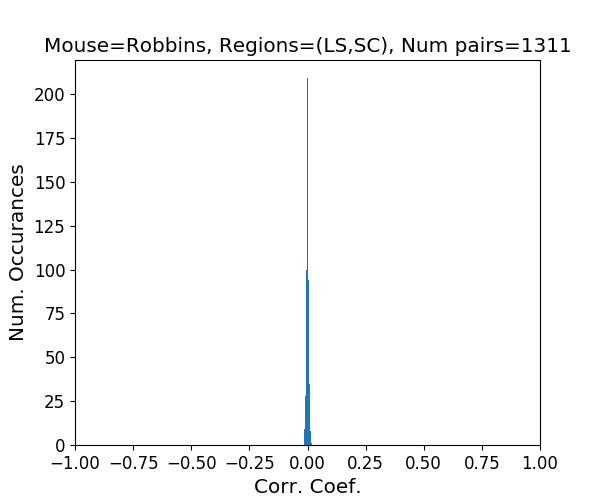 Mouse=Robbins, Regions=(LS,SC), Num pairs=1311
Num. Occurances
200
175
150
125
100
75
50
25
0
−1.00 −0.75 −0.50 −0.25 0.00 0.25 0.50 0.75 1.00
Corr. Coef.